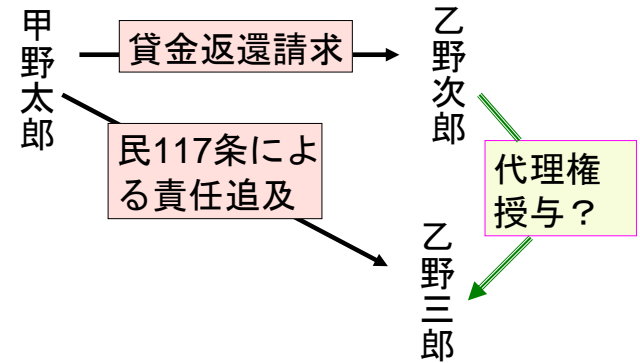 甲野太郎
貸金返還請求
乙野次郎
民117条によ
る責任追及
代理権
授与？
乙野三郎